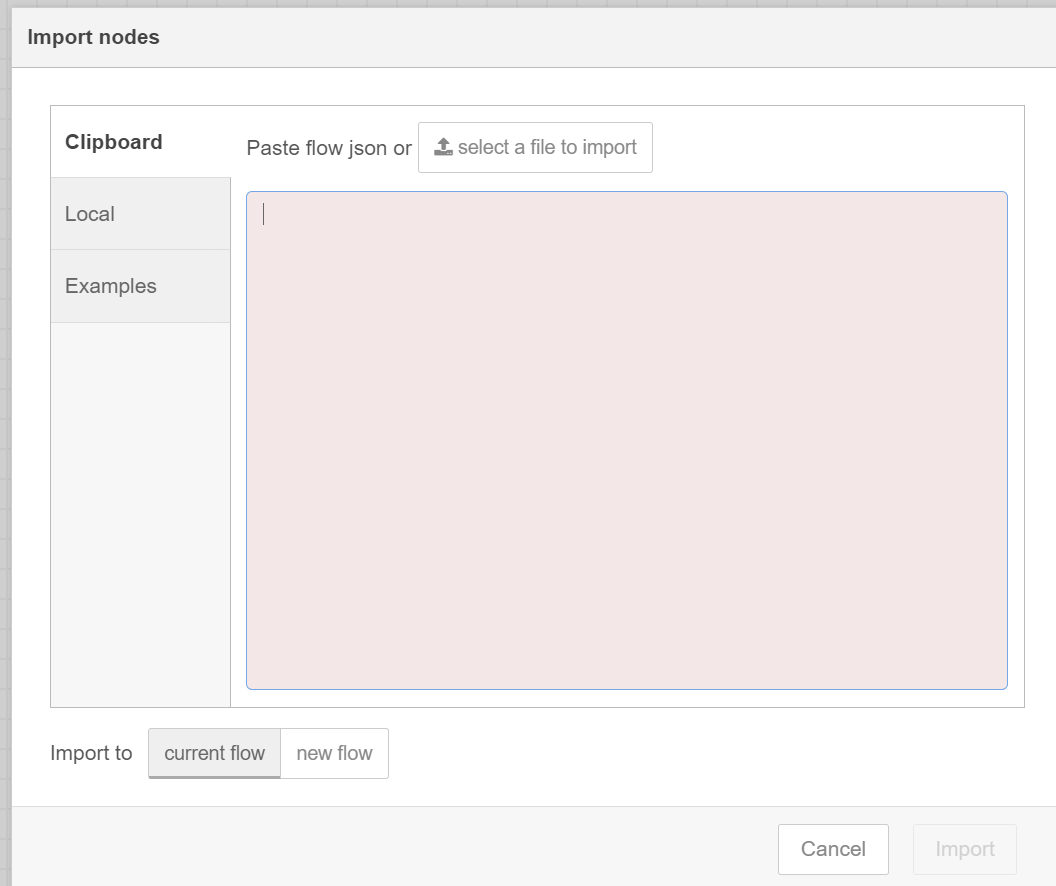 Import nodes
Clipboard
Paste flow json or select a file to import
Local
Examples
Import to current flow new flow
Cancel Import